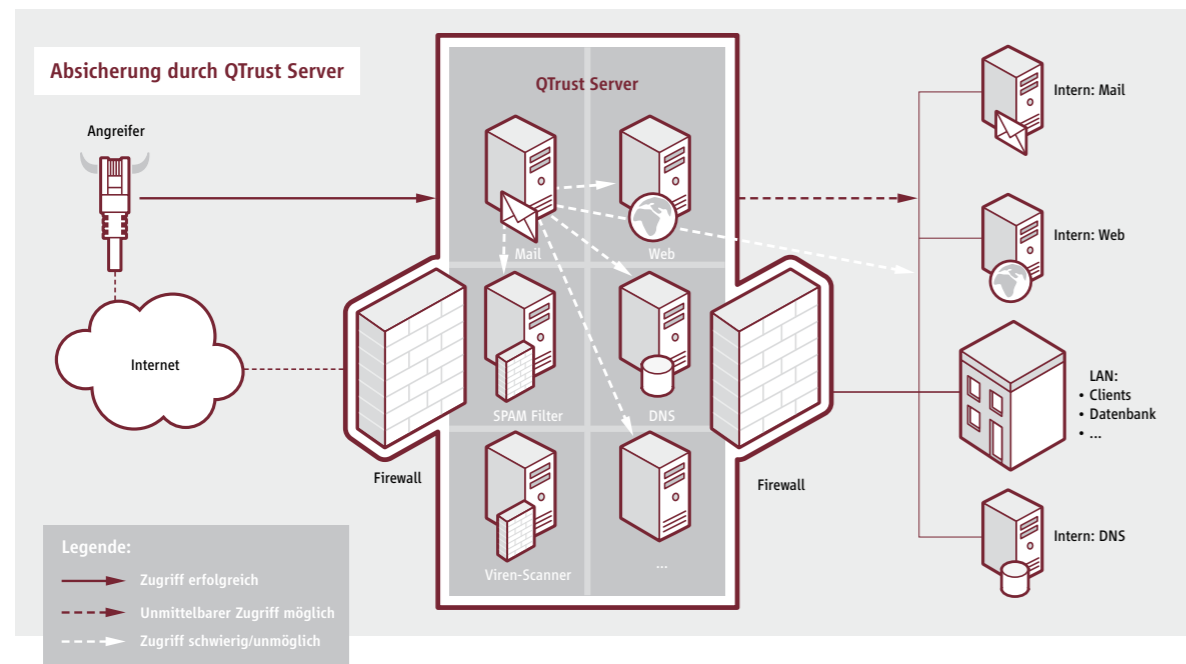 Absicherung durch QTrust Server
QTrust Server
Angreifer
Internet
Firewall
Mail
Web
SPAM Filter
DNS
Viren-Scanner
...
Firewall
Intern: Mail
Intern: Web
LAN:
• Clients
• Datenbank
• ...
Intern: DNS
Legende:
Zugriff erfolgreich
Unmittelbarer Zugriff möglich
Zugriff schwierig/unmöglich